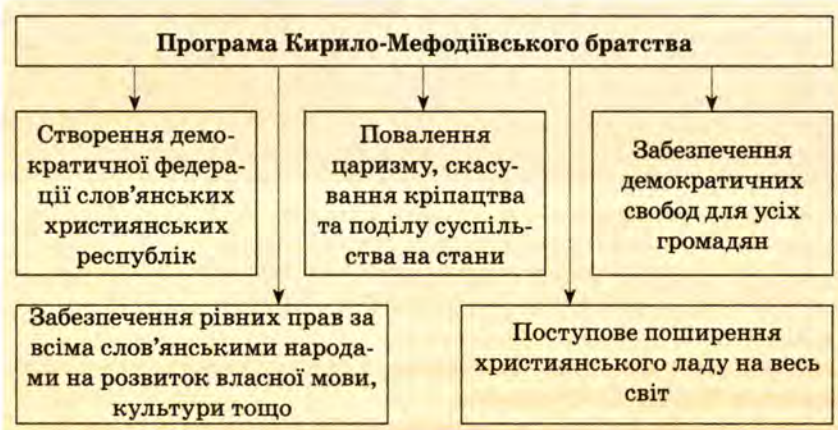 Програма Кирило-Мефодіївського братства
Створення демо-
кратичної федера-
ції слов’янських
християнських
республік
Повалення
царизму, скасу-
вання кріпацтва
та поділу суспіль-
ства на стани
Забезпечення
демократичних
свобод для усіх
громадян
Забезпечення рівних прав за
всіма слов’янськими народа-
ми на розвиток власної мови,
культури тощо
Поступове поширення
християнського ладу на весь
світ